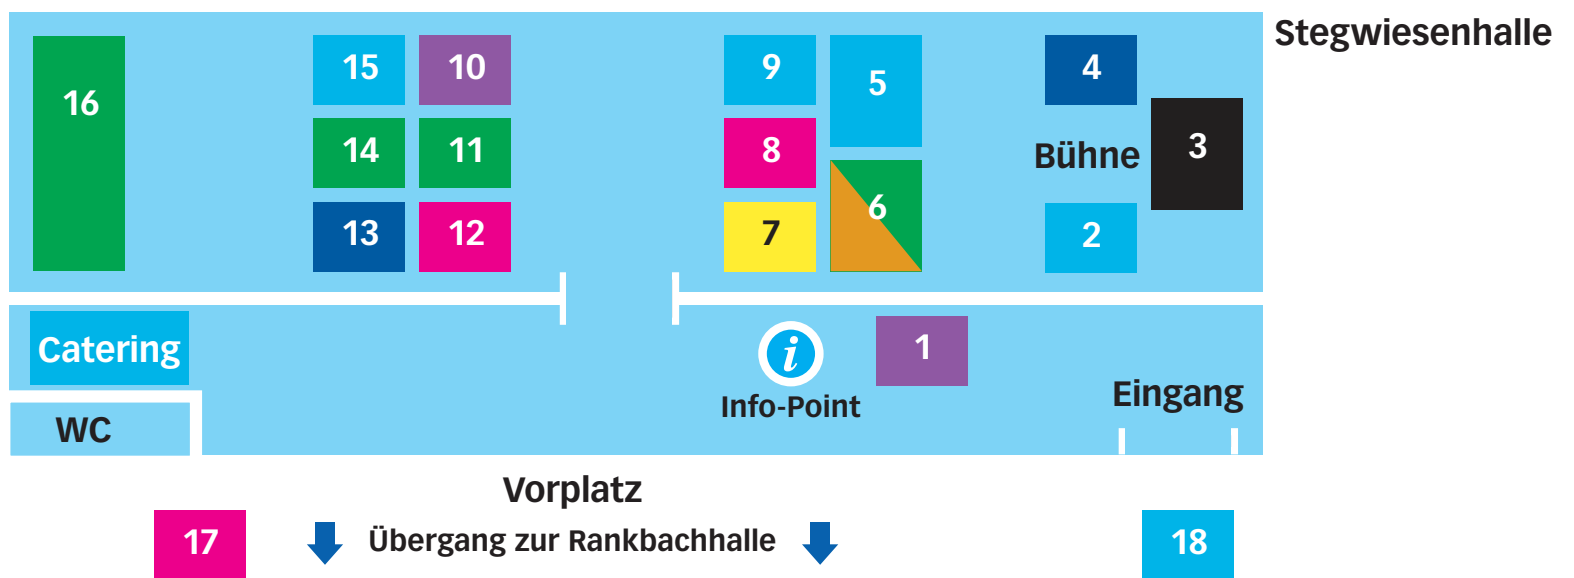 Stegwiesenhalle
15 10 9 5 4
16
14 11 8 Bühne 3
6
13 12 7 2
Catering i 1
Info-Point Eingang
WC
Vorplatz
17 Übergang zur Rankbachhalle 18